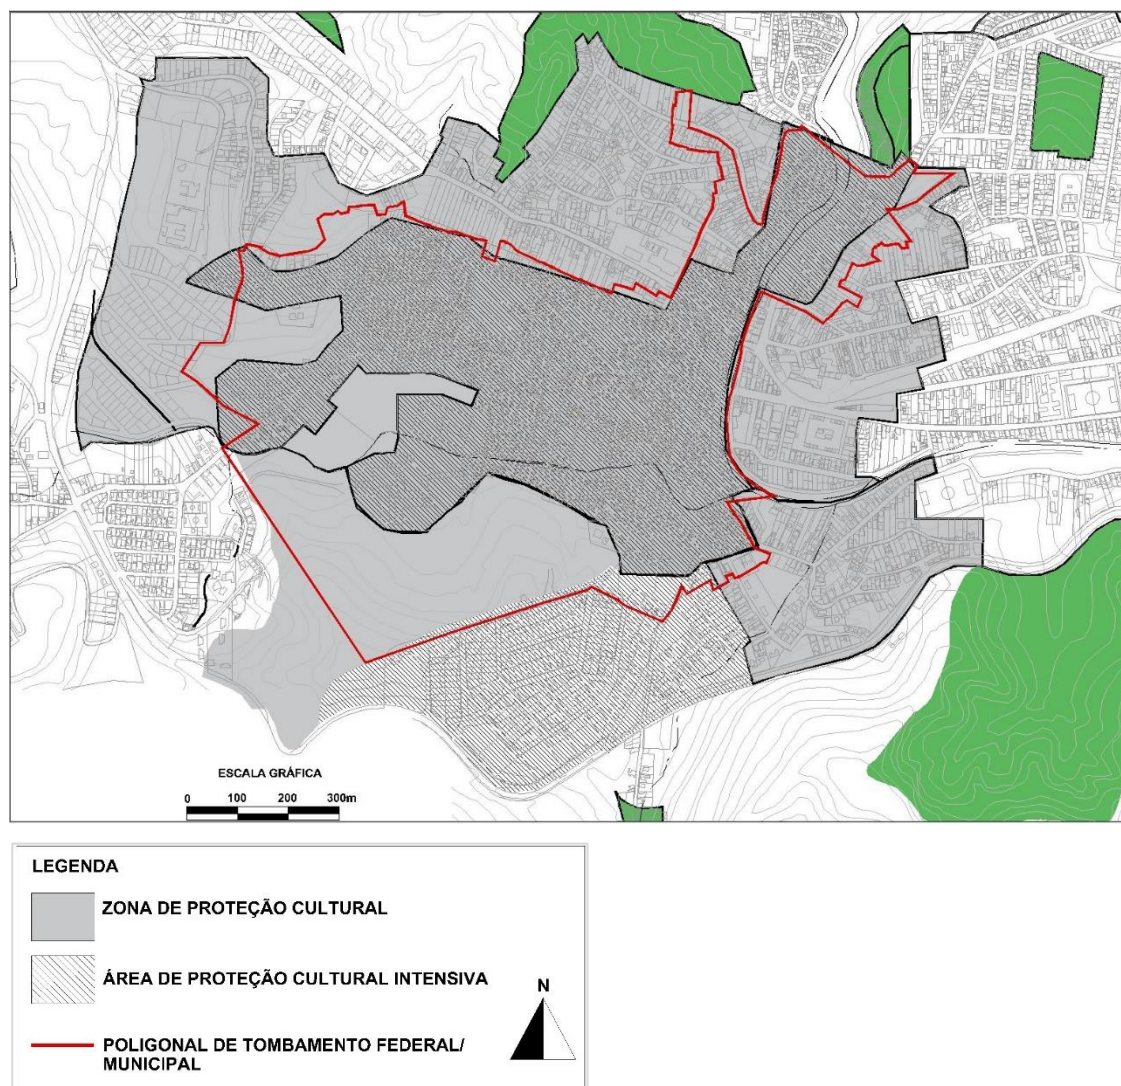 ESCALA GRÁFICA
0 100 200 300m
LEGENDA
ZONA DE PROTEÇÃO CULTURAL
ÁREA DE PROTEÇÃO CULTURAL INTENSIVA
N
POLIGONAL DE TOMBAMENTO FEDERAL/
MUNICIPAL